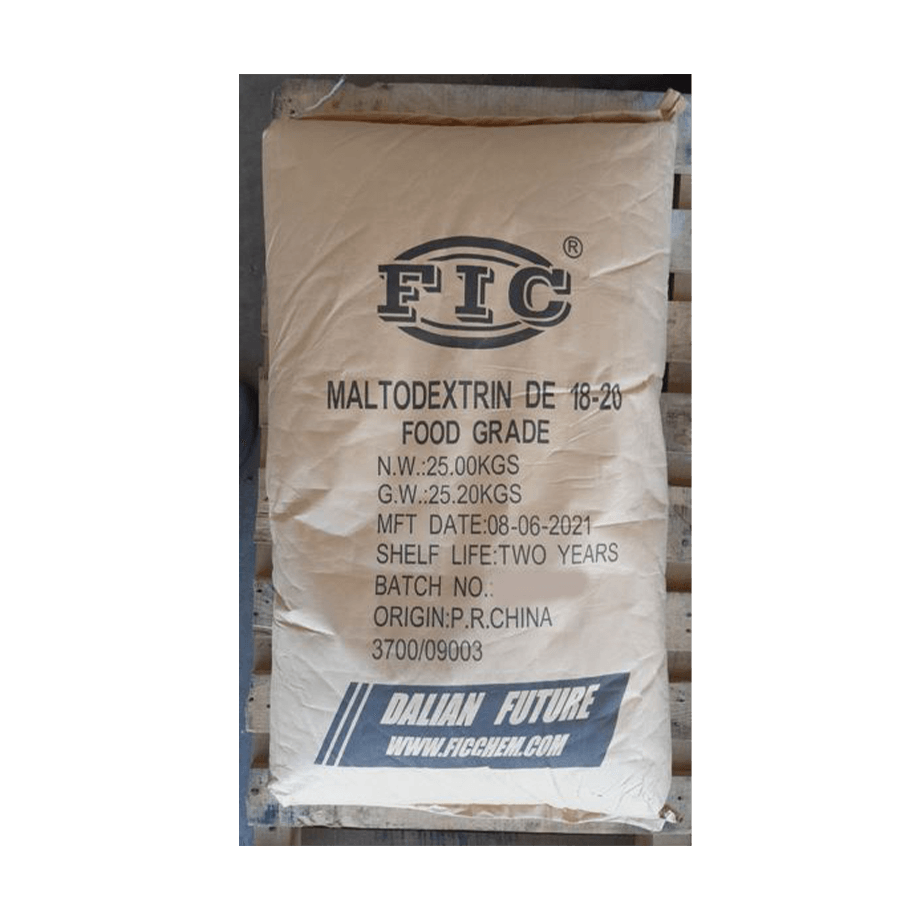 FIC ®
MALTODEXTRIN DE 18-20
FOOD GRADE
N.W.:25.00KGS
G.W.:25.20KGS
MFT DATE:08-06-2021
SHELF LIFE:TWO YEARS
BATCH NO.:
ORIGIN:P.R.CHINA
3700/09003
DALIAN FUTURE
WWW.FICCHEM.COM